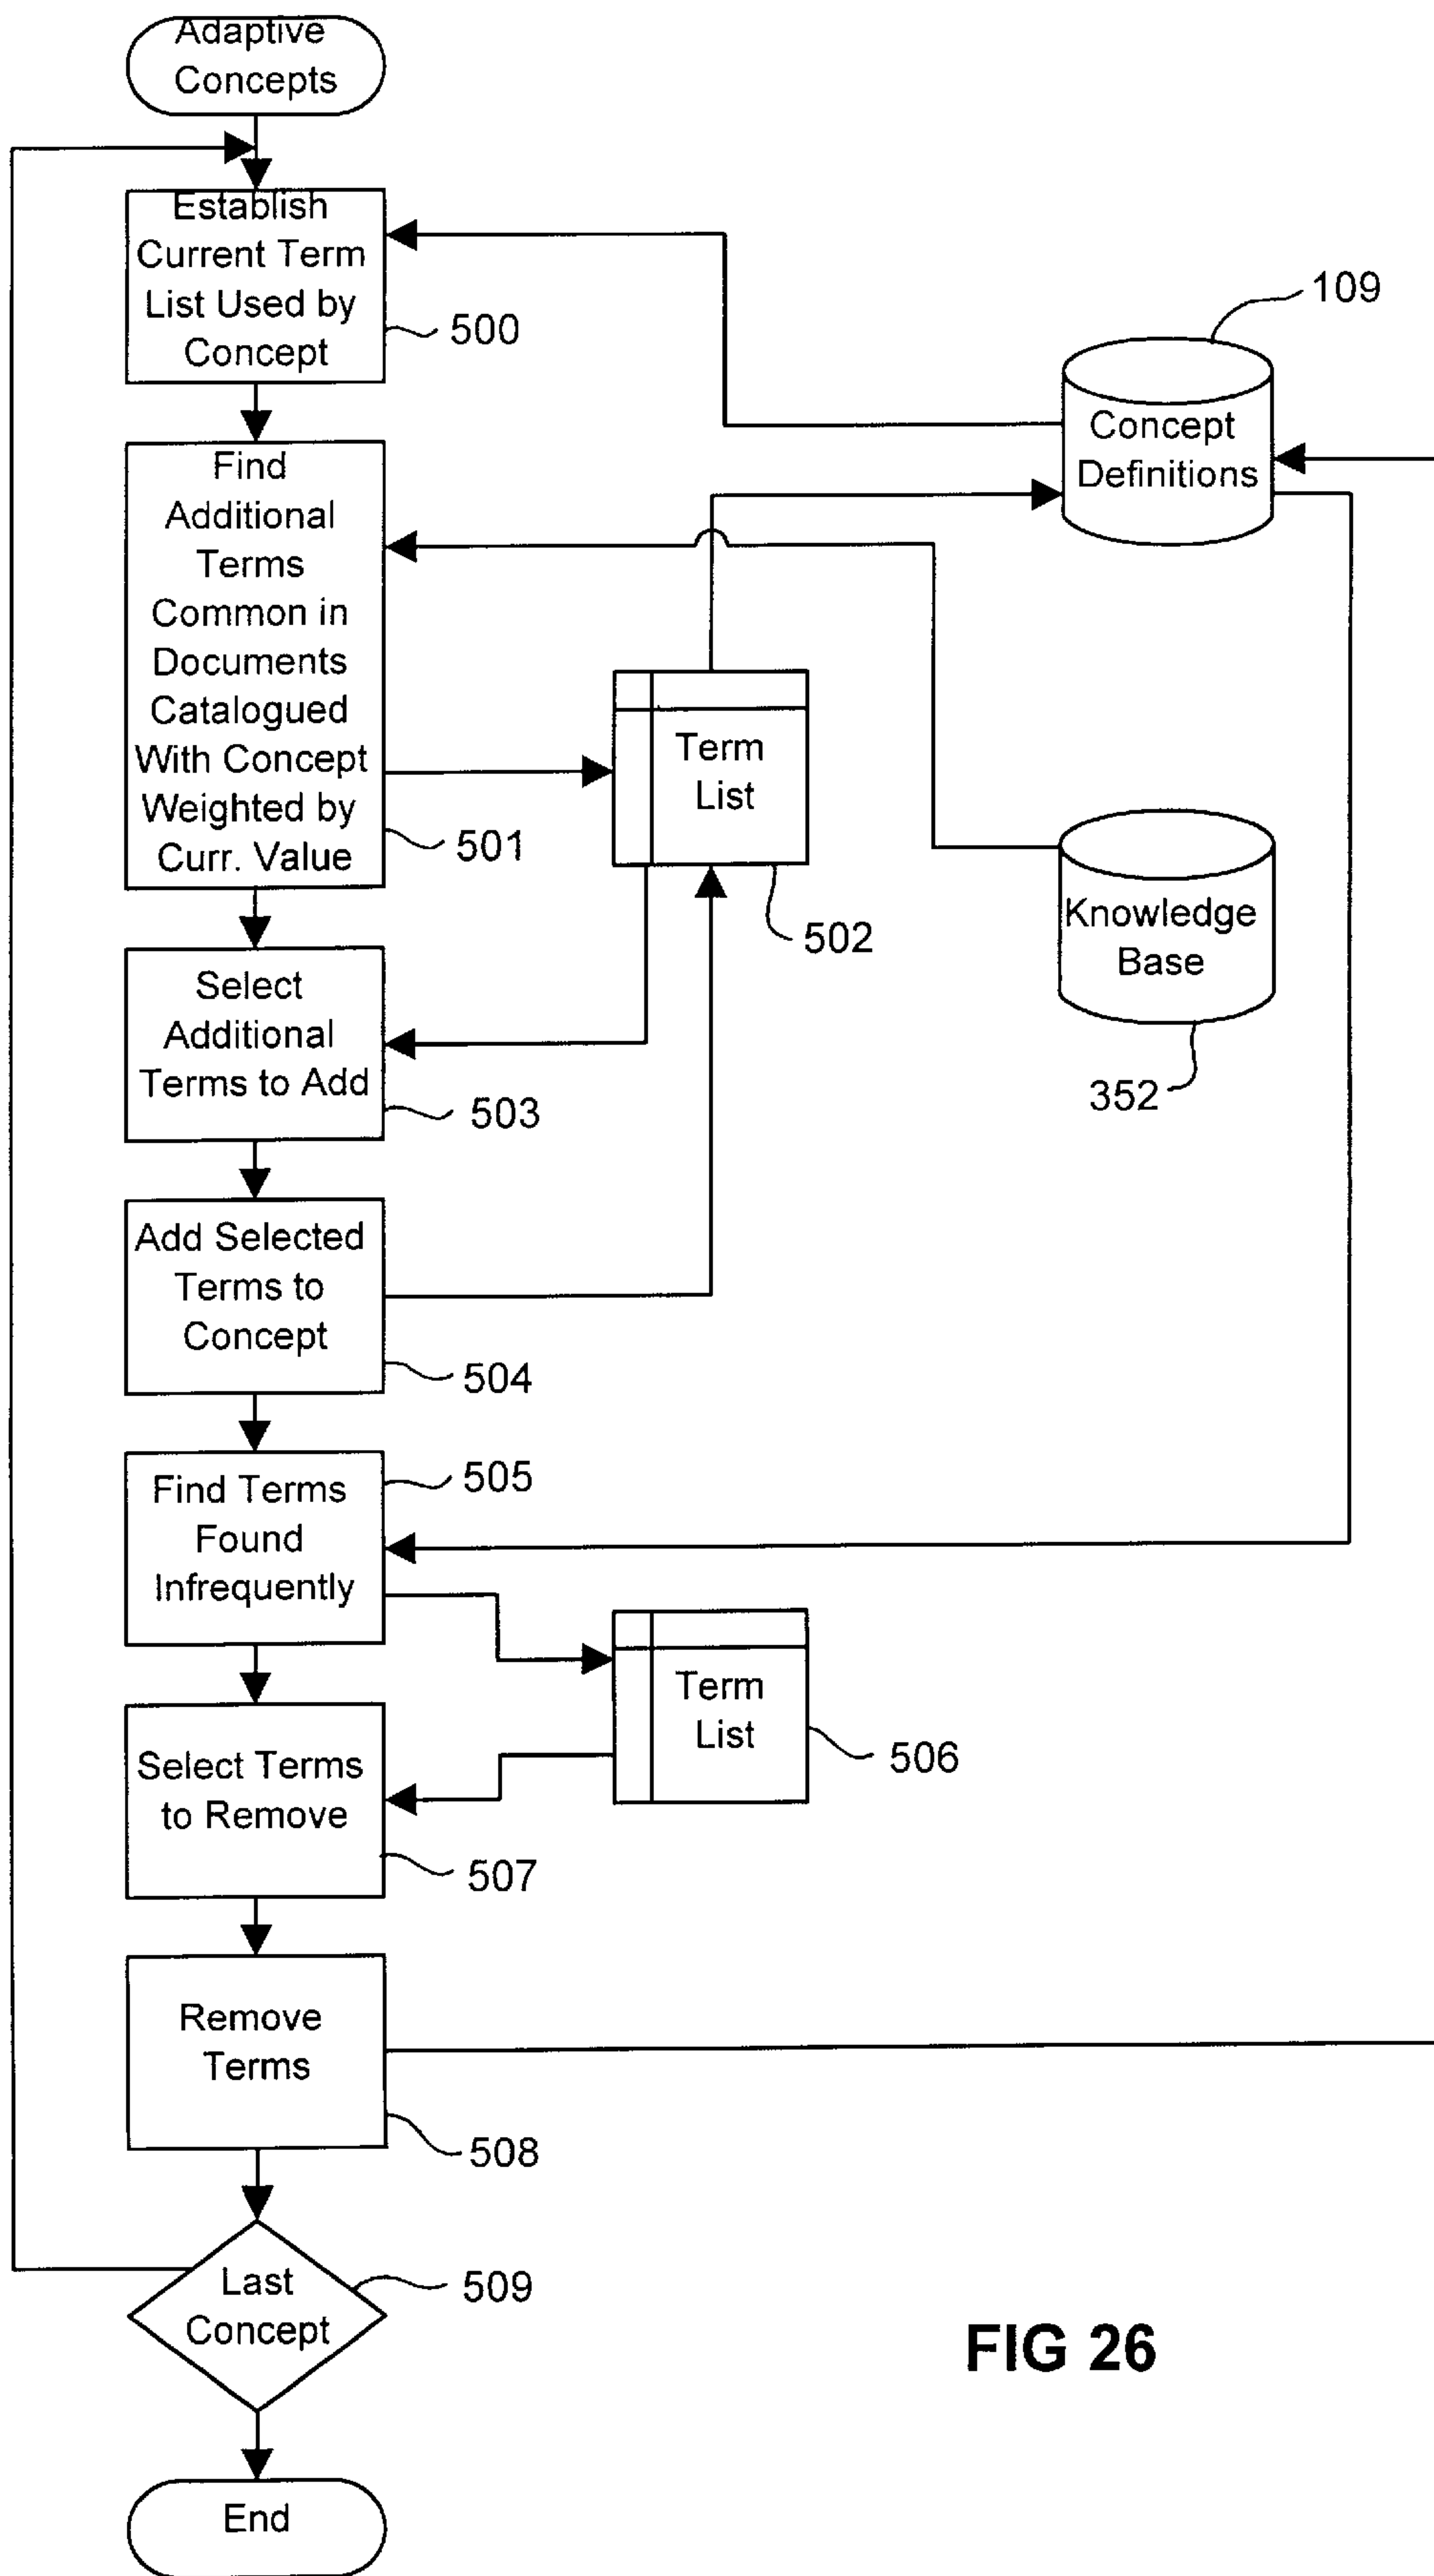 Adaptive
Concepts
Establish
Current Term
List Used by
Concept
500
109
Concept
Definitions
Find
Additional
Terms
Common in
Documents
Catalogued
With Concept
Weighted by
Curr. Value
501
Term
List
502
Knowledge
Base
352
Select
Additional
Terms to Add
503
Add Selected
Terms to
Concept
504
Find Terms
Found
Infrequently
505
Term
List
506
Select Terms
to Remove
507
Remove
Terms
508
Last
Concept
509
FIG 26
End